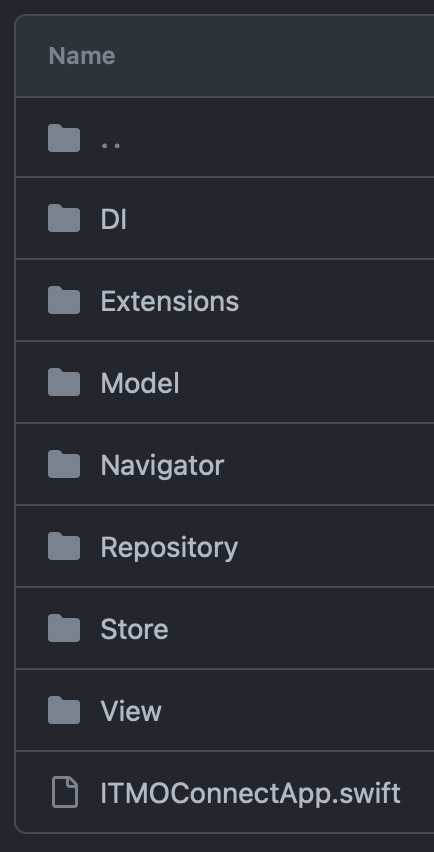 Name
..
DI
Extensions
Model
Navigator
Repository
Store
View
ITMOConnectApp.swift